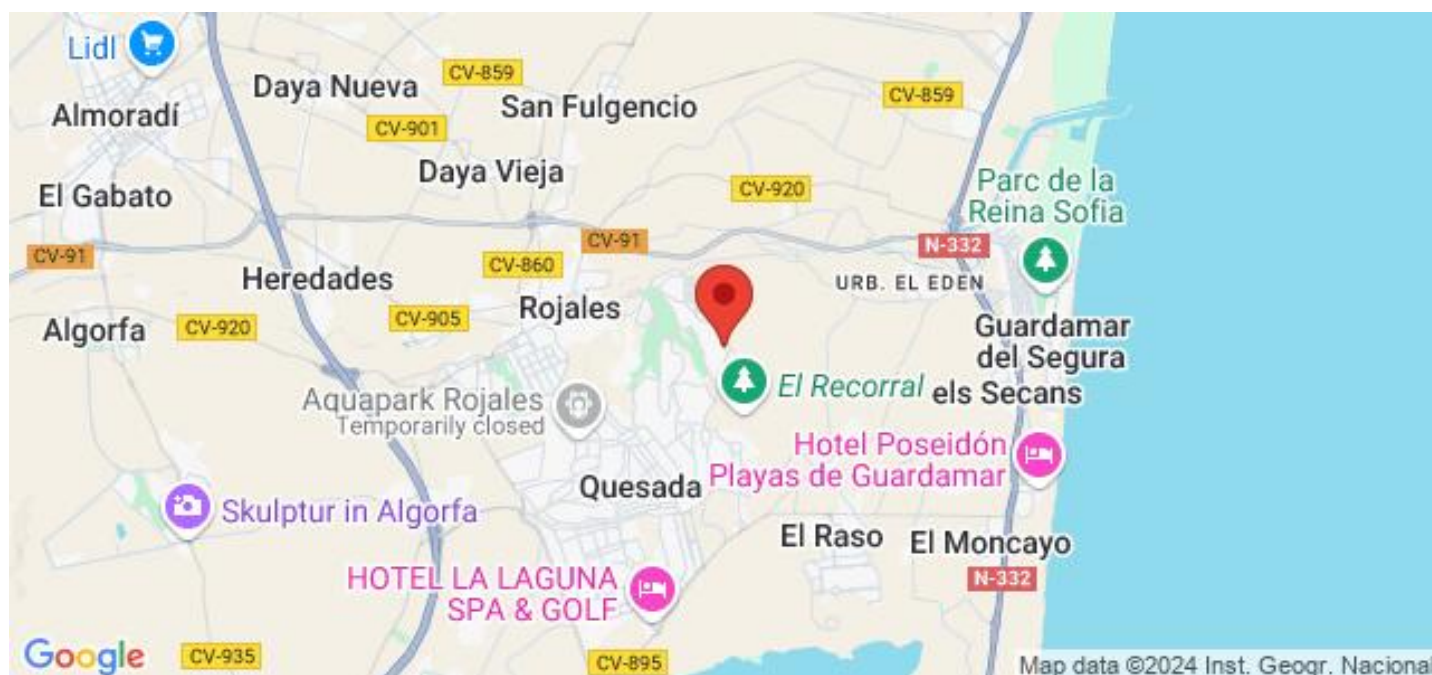 Lidl
Daya Nueva
CV-859
San Fulgencio
CV-859
Almoradí
CV-901
Daya Vieja
El Gabato
CV-920
Parc de la
Reina Sofia
CV-91
CV-91
N-332
Heredades
CV-860
URB. EL EDEN
Rojales
Algorfa
CV-920
CV-905
Guardamar
del Segura
El Recorral
els Secans
Aquapark Rojales
Temporarily closed
Hotel Poseidón
Playas de Guardamar
Quesada
Skulptur in Algorfa
El Raso
El Moncayo
HOTEL LA LAGUNA
SPA & GOLF
N-332
Google
CV-935
CV-895
Map data ©2024 Inst. Geogr. Nacional